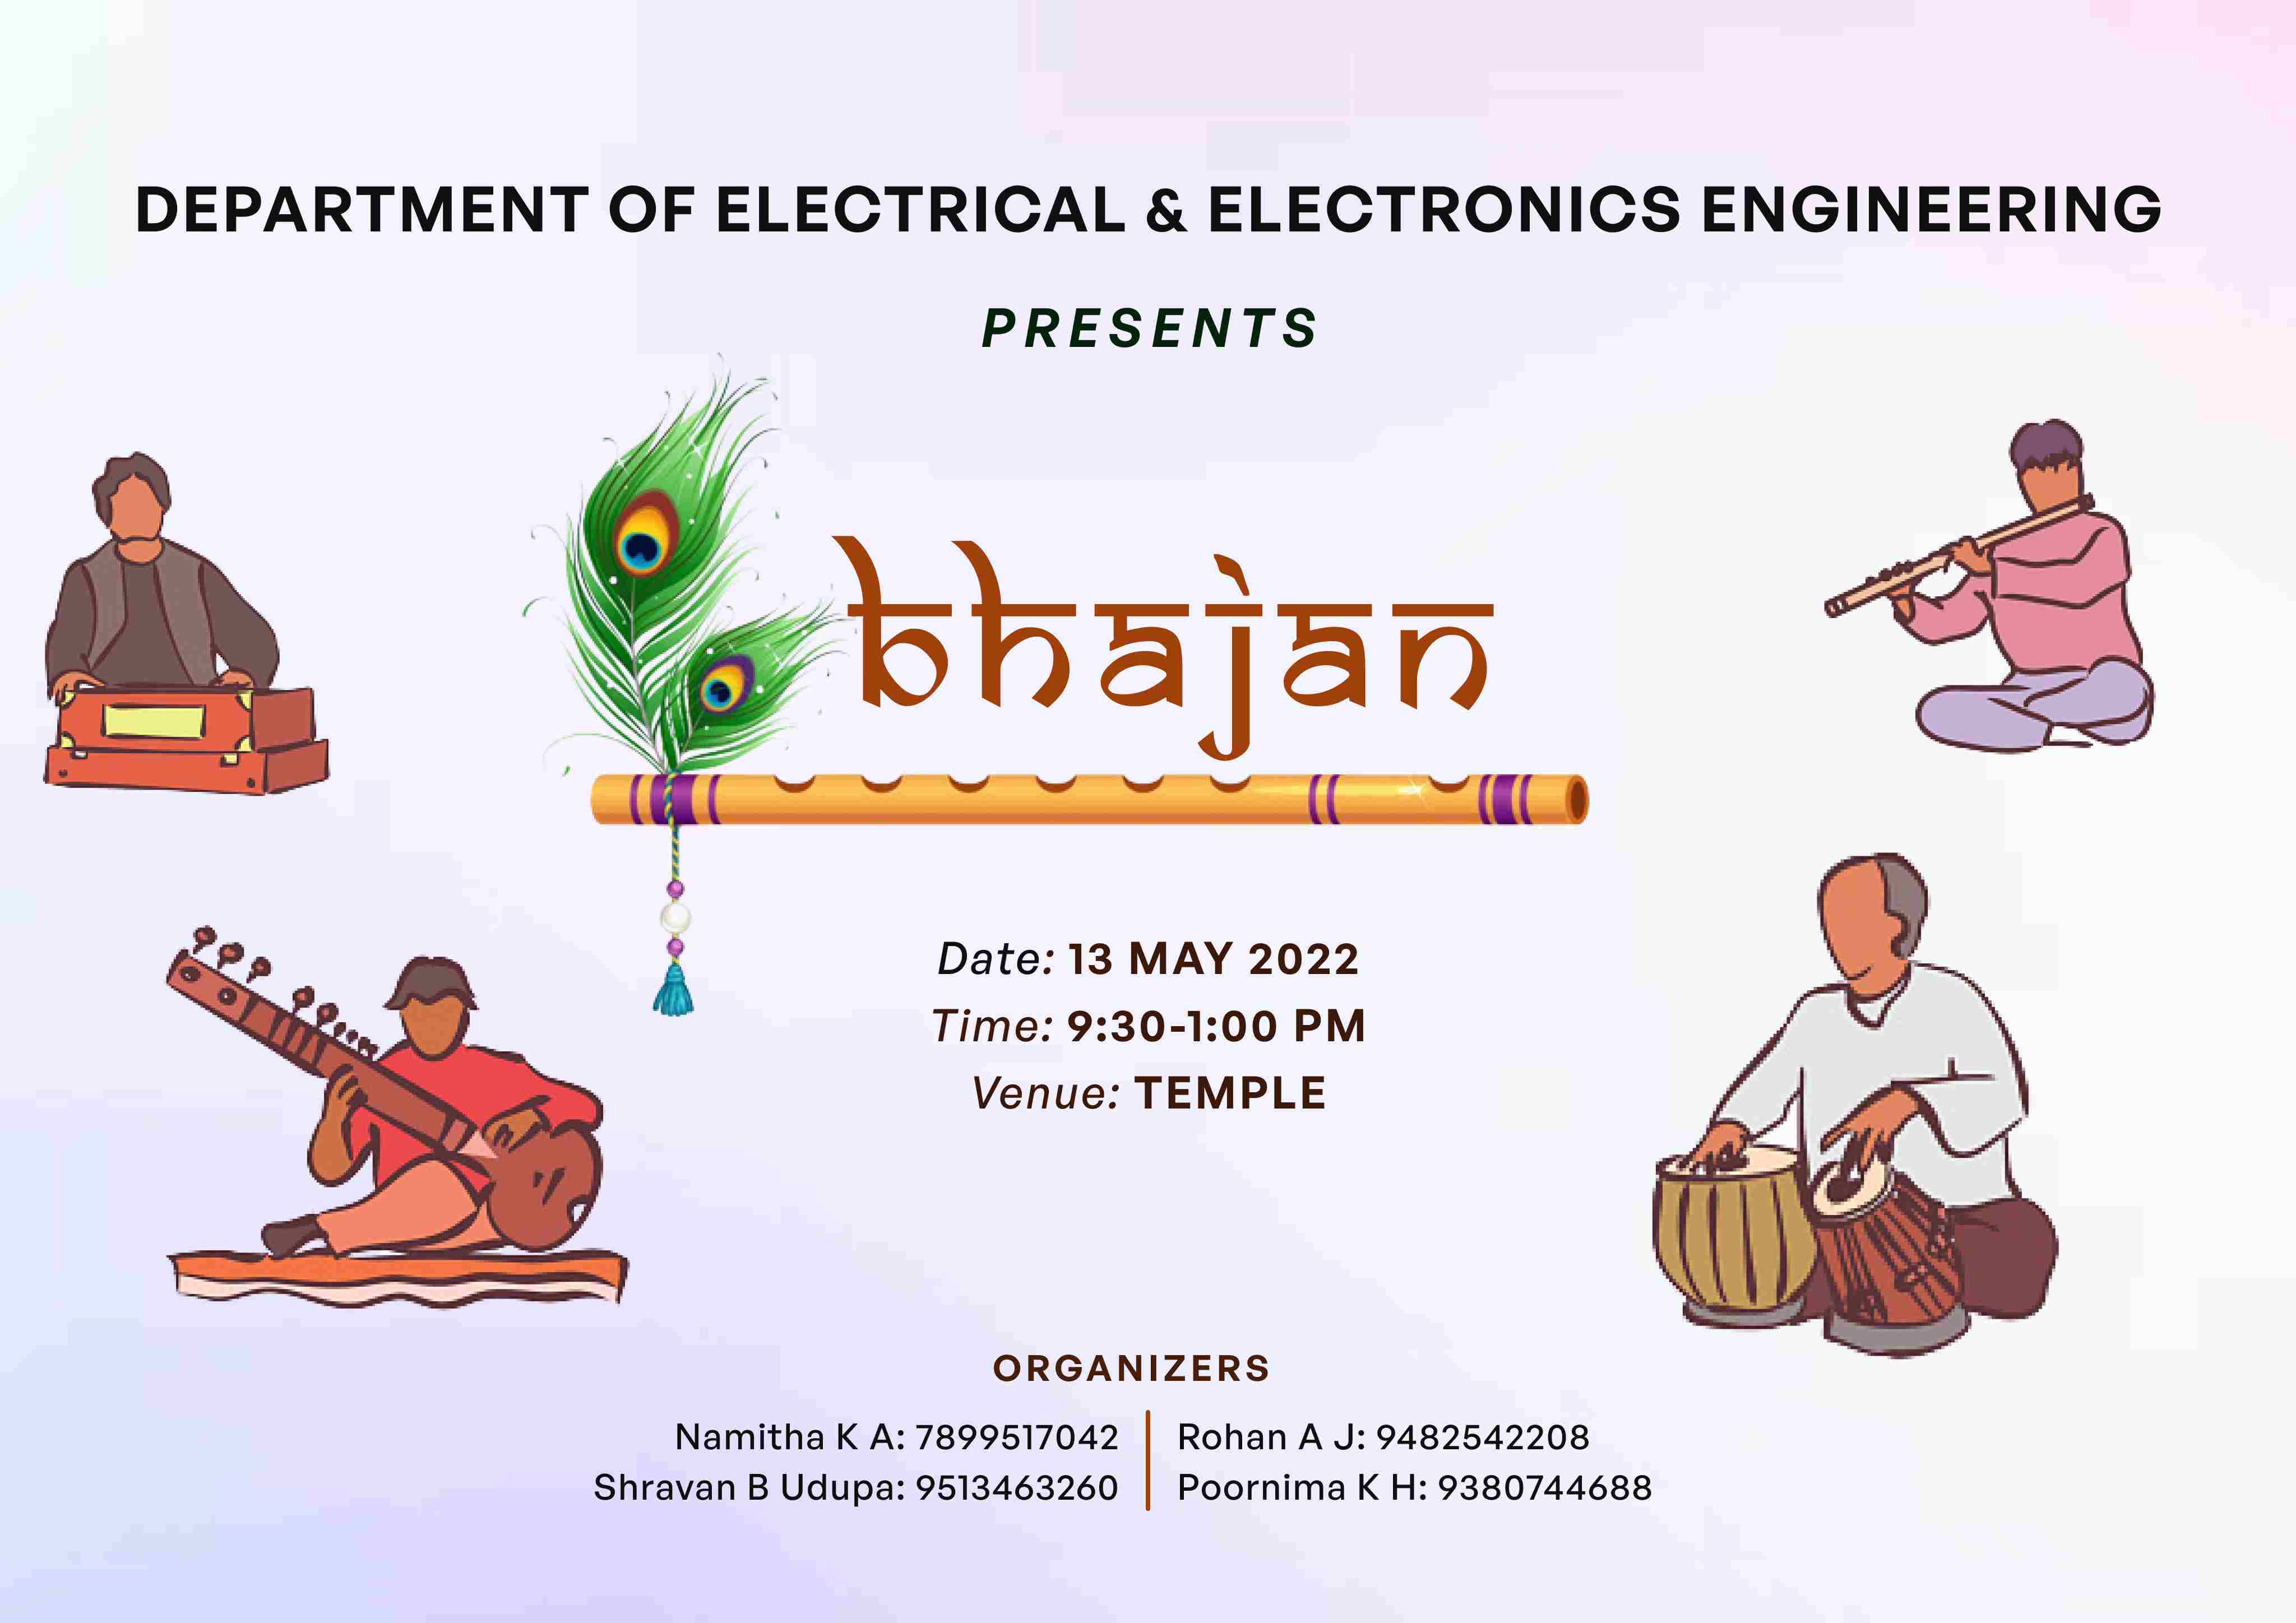 DEPARTMENT OF ELECTRICAL & ELECTRONICS ENGINEERING
PRESENTS
bhajan
Date: 13 MAY 2022
Time: 9:30-1:00 PM
Venue: TEMPLE
ORGANIZERS
Namitha K A: 7899517042
Shravan B Udupa: 9513463260
Rohan A J: 9482542208
Poornima K H: 9380744688